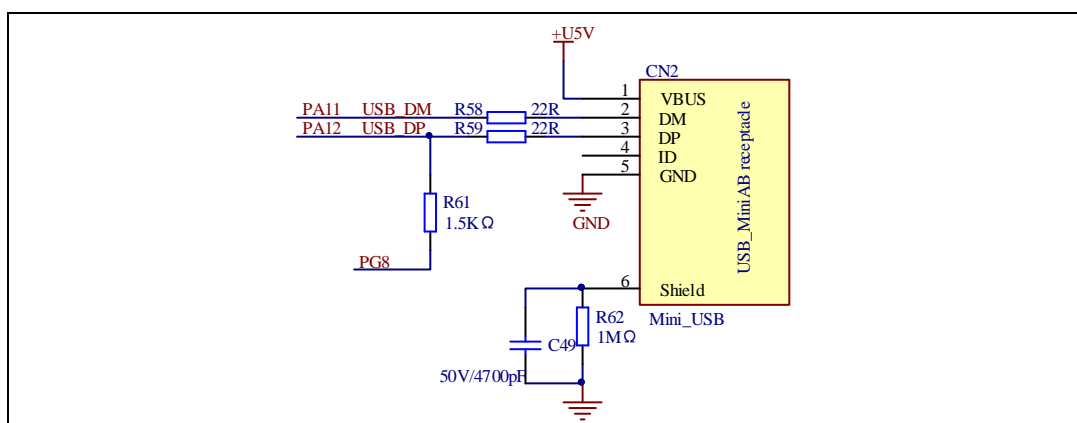 +U5V
CN2
1 VBUS
PA11 USB_DM R58 22R 2 DM
PA12 USB_DP R59 22R 3 DP
4 ID
5 GND
USB_MiniAB receptacle
R61
1.5KΩ
GND
PG8
6 Shield
R62
1MΩ
Mini_USB
C49
50V/4700pF